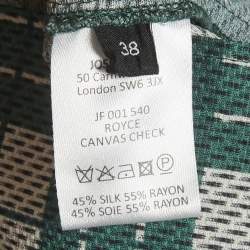 38
50
London SW6 3JX
JF 001 540
ROYCE
CANVAS CHECK
45% SILK 55% RAYON
45% SOIE 55% RAYON